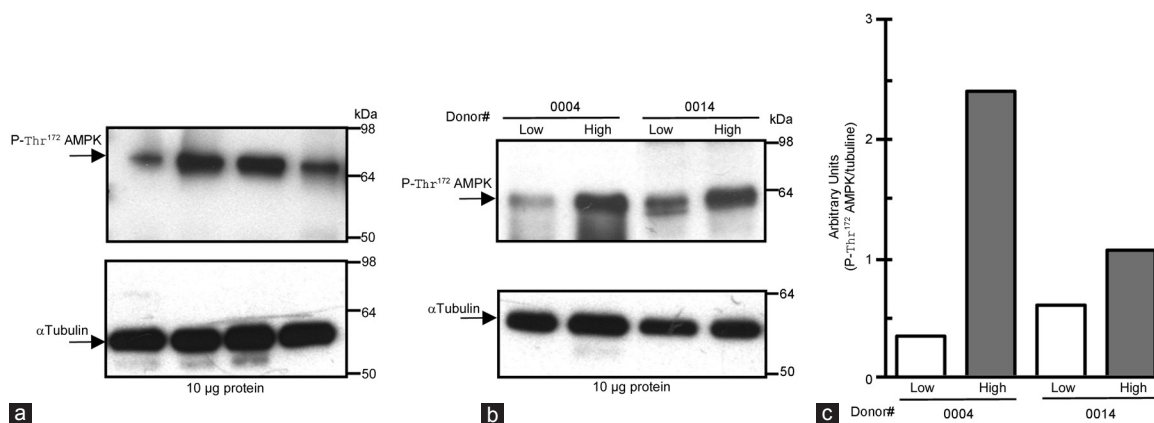 kDa
98
P-Thr172 AMPK
64
50
98
64
αTubulin
50
10 µg protein
a
0004 0014
Donor#
Low High Low High kDa
98
P-Thr172 AMPK
64
50
64
αTubulin
50
10 µg protein
b
3
2
1
0
Arbitrary Units
(P-Thr172 AMPK/tubuline)
Low High Low High
Donor# 0004 0014
c